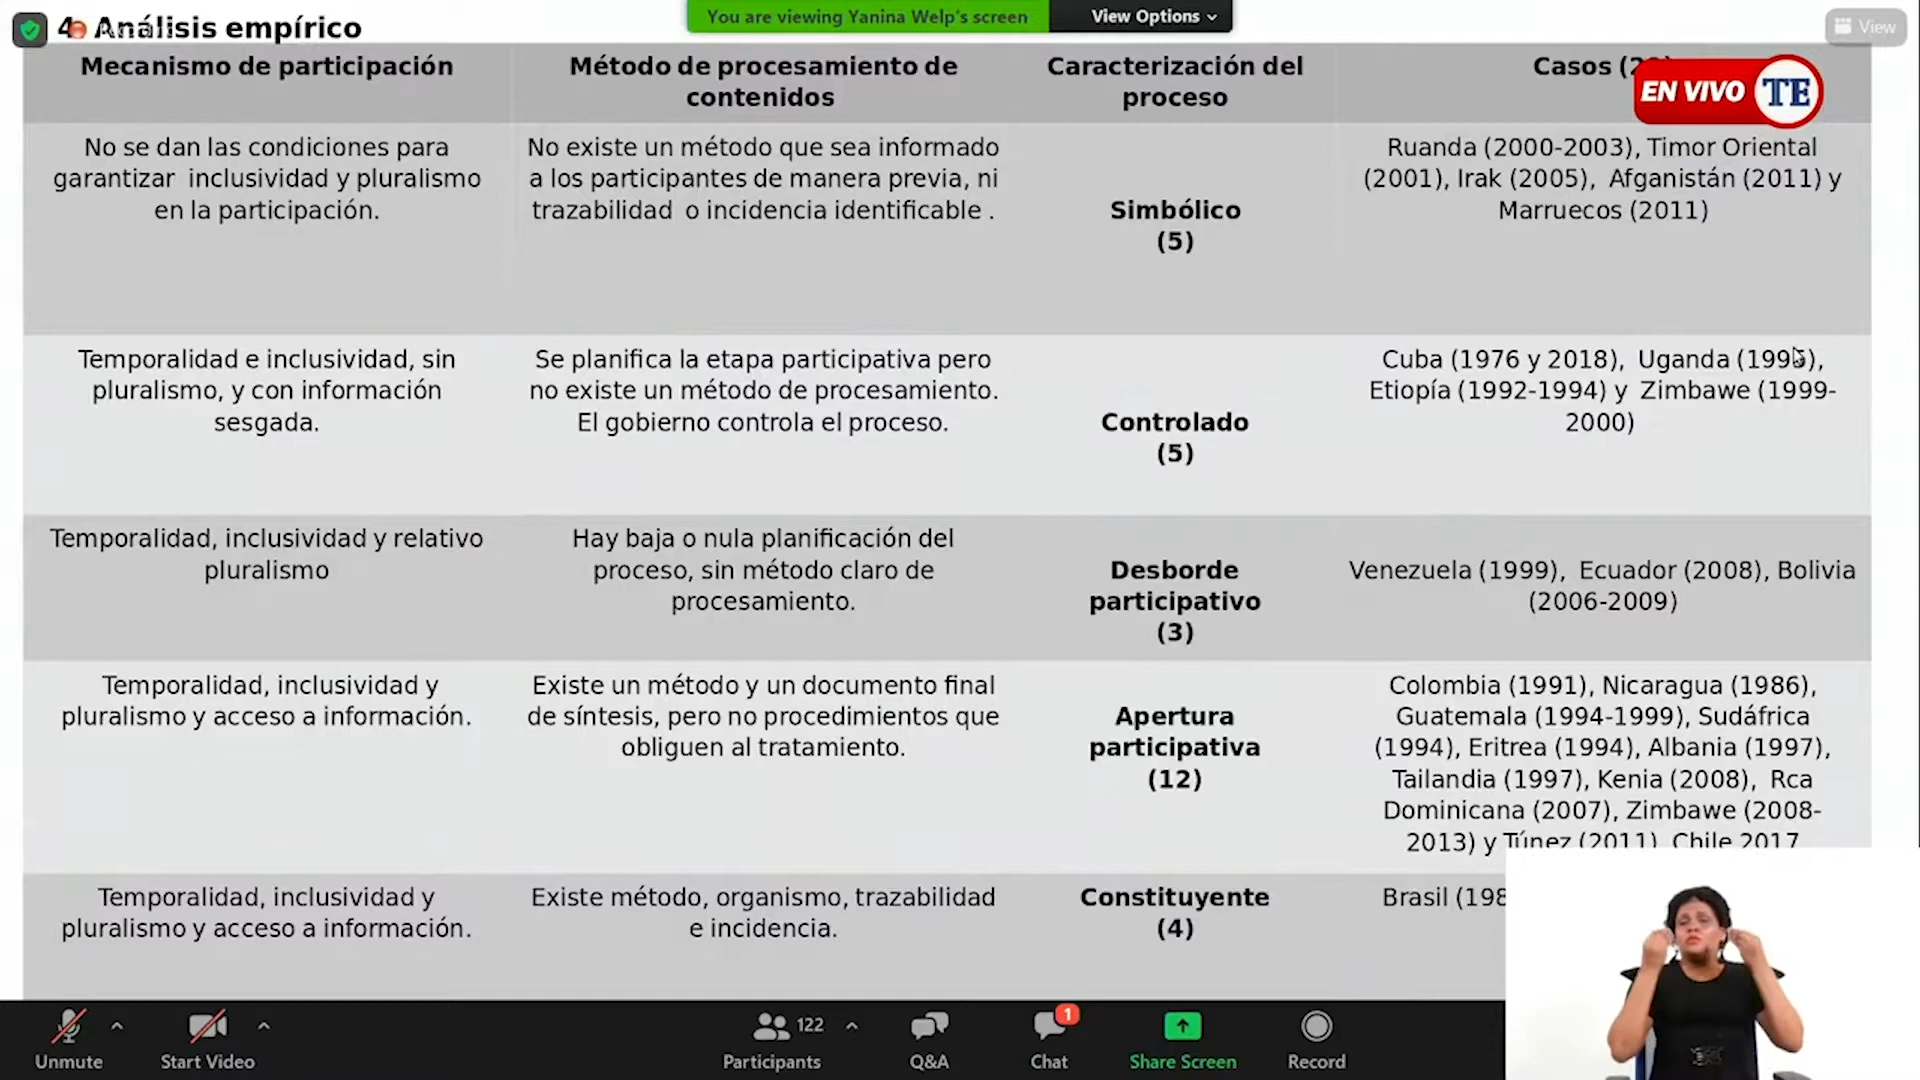 You are viewing Yanina Welp's screen
View Options
View
4. Análisis empírico
Mecanismo de participación
Método de procesamiento de
contenidos
Caracterización del
proceso
Casos
EN VIVO TE
No se dan las condiciones para
garantizar inclusividad y pluralismo
en la participación.
No existe un método que sea informado
a los participantes de manera previa, ni
trazabilidad o incidencia identificable .
Simbólico
(5)
Ruanda (2000-2003), Timor Oriental
(2001), Irak (2005), Afganistán (2011) y
Marruecos (2011)
Temporalidad e inclusividad, sin
pluralismo, y con información
sesgada.
Se planifica la etapa participativa pero
no existe un método de procesamiento.
El gobierno controla el proceso.
Controlado
(5)
Cuba (1976 y 2018), Uganda (1995),
Etiopía (1992-1994) y Zimbawe (1999-
2000)
Temporalidad, inclusividad y relativo
pluralismo
Hay baja o nula planificación del
proceso, sin método claro de
procesamiento.
Desborde
participativo
(3)
Venezuela (1999), Ecuador (2008), Bolivia
(2006-2009)
Temporalidad, inclusividad y
pluralismo y acceso a información.
Existe un método y un documento final
de síntesis, pero no procedimientos que
obliguen al tratamiento.
Apertura
participativa
(12)
Colombia (1991), Nicaragua (1986),
Guatemala (1994-1999), Sudáfrica
(1994), Eritrea (1994), Albania (1997),
Tailandia (1997), Kenia (2008), Rca
Dominicana (2007), Zimbawe (2008-
2013) y Túnez (2011), Chile 2017
Temporalidad, inclusividad y
pluralismo y acceso a información.
Existe método, organismo, trazabilidad
e incidencia.
Constituyente
(4)
Brasil (198
Unmute
Start Video
122
Participants
Q&A
1
Chat
Share Screen
Record